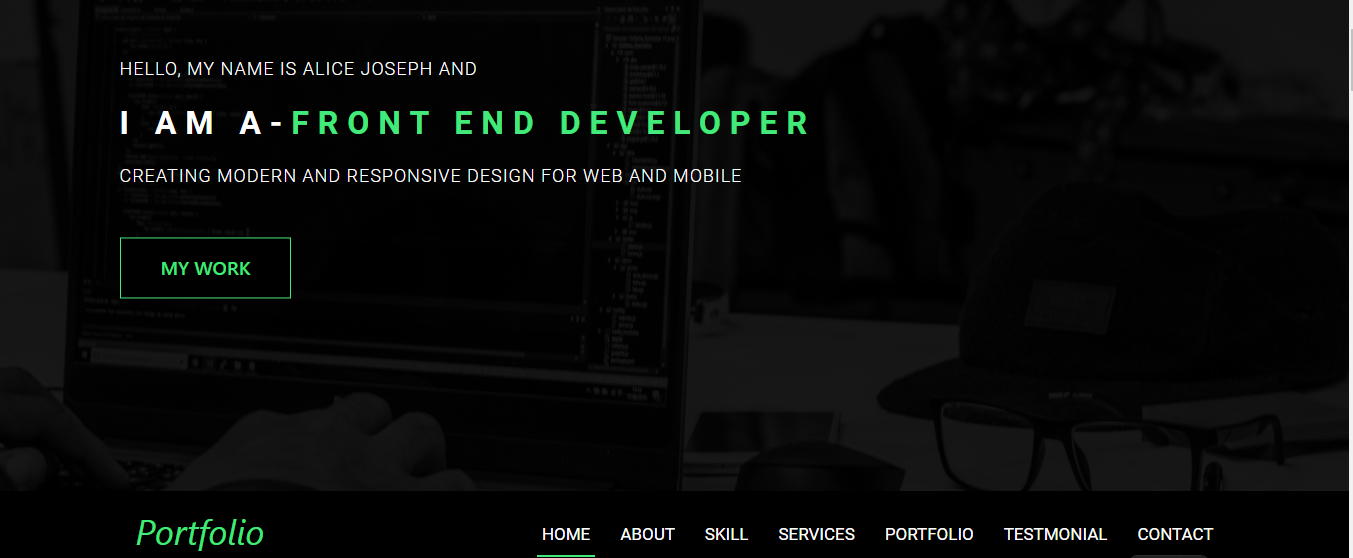 HELLO, MY NAME IS ALICE JOSEPH AND
I AM A-FRONT END DEVELOPER
CREATING MODERN AND RESPONSIVE DESIGN FOR WEB AND MOBILE
MY WORK
Portfolio
HOME ABOUT SKILL SERVICES PORTFOLIO TESTMONIAL CONTACT